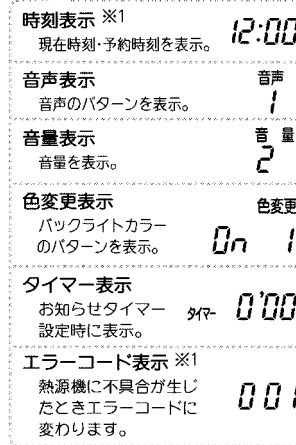 時刻表示 ※1
現在時刻・予約時刻を表示。
12:00
音声表示
音声のパターンを表示。
音声
1
音量表示
音量を表示。
音 量
2
色変更表示
バックライトカラー
のパターンを表示。
色変更
On 1
タイマー表示
お知らせタイマー
設定時に表示。
タイマー 0'00
エラーコード表示 ※1
熱源機に不具合が生じ
たときエラーコードに
変わります。
001